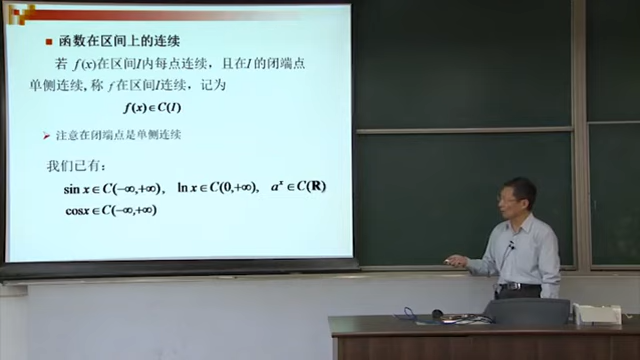 函数在区间上的连续
若 f(x)在区间I内每点连续，且在I 的闭端点
单侧连续，称 f在区间I连续，记为
f(x)∈C(I)
注意在闭端点是单侧连续
我们已有：
sin x∈C(−∞,+∞)， ln x∈C(0,+∞)， aˣ∈C(R)
cosx∈C(−∞,+∞)